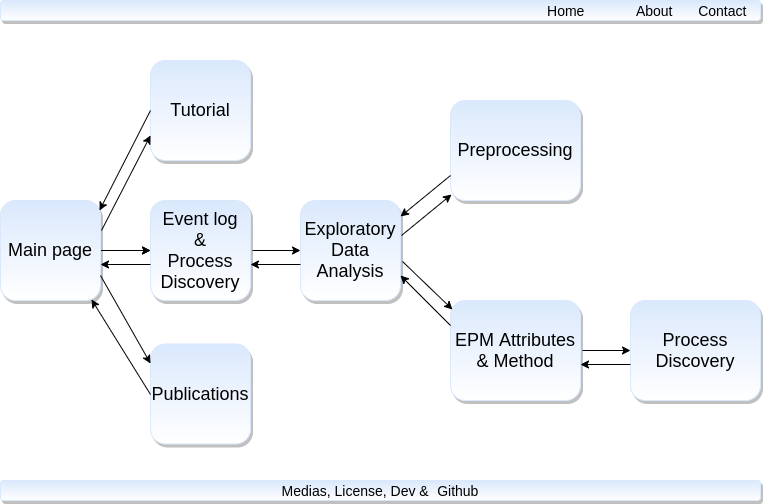 Home About Contact
Tutorial
Preprocessing
Main page
Event log
&
Process
Discovery
Exploratory
Data
Analysis
EPM Attributes
& Method
Process
Discovery
Publications
Medias, License, Dev & Github